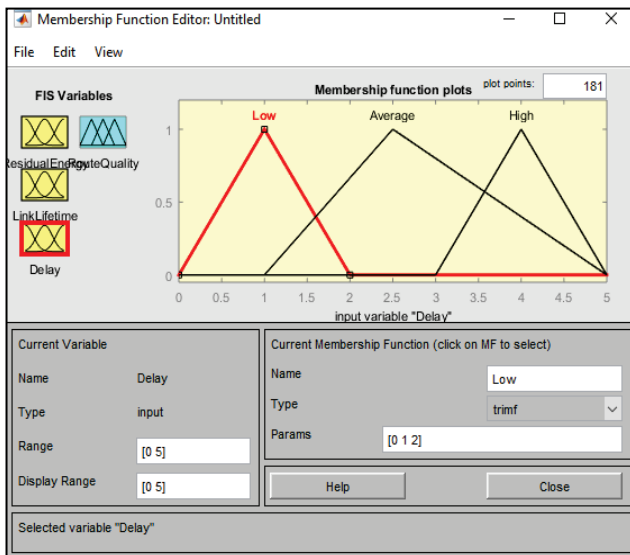 Membership Function Editor: Untitled
File Edit View
FIS Variables
ResidualEnergy RouteQuality
LinkLifetime
Delay
Membership function plots
plot points: 181
Low Average High
1
0.5
0
0 0.5 1 1.5 2 2.5 3 3.5 4 4.5 5
input variable "Delay"
Current Variable
Name Delay
Type input
Range [0 5]
Display Range [0 5]
Current Membership Function (click on MF to select)
Name Low
Type trimf
Params [0 1 2]
Help Close
Selected variable "Delay"